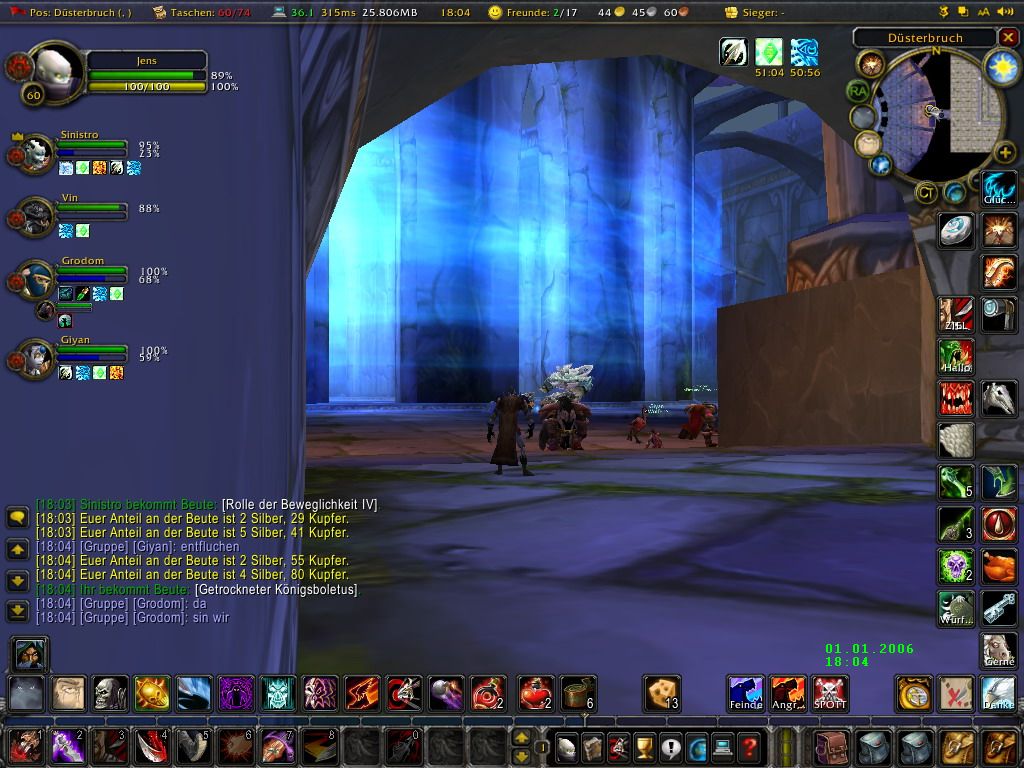 Pos: Düsterbruch (, )
Taschen: 60/74
36.1 315ms 25.806MB
18:04
Freunde: 2/17
44 45 60
Sieger: -
Düsterbruch
N
Jens
89%
100/100 100%
60
51:04 50:56
RA
Sinistro
95%
23%
Vin
88%
CT
Grodom
100%
68%
Giyan
100%
59%
ZIEL
Hallo
5
3
2
Würf...
Gerne
[18:03] Sinistro bekommt Beute: [Rolle der Beweglichkeit IV].
[18:03] Euer Anteil an der Beute ist 2 Silber, 29 Kupfer.
[18:03] Euer Anteil an der Beute ist 5 Silber, 41 Kupfer.
[18:04] [Gruppe] [Giyan]: entfluchen
[18:04] Euer Anteil an der Beute ist 2 Silber, 55 Kupfer.
[18:04] Euer Anteil an der Beute ist 4 Silber, 80 Kupfer.
[18:04] Ihr bekommt Beute: [Getrockneter Königsboletus].
[18:04] [Gruppe] [Grodom]: da
[18:04] [Gruppe] [Grodom]: sin wir
01.01.2006
18:04
2 2 6 13
Feinde Angr... SPOTT Danke
2 3 4 5 6 7 8 0
1